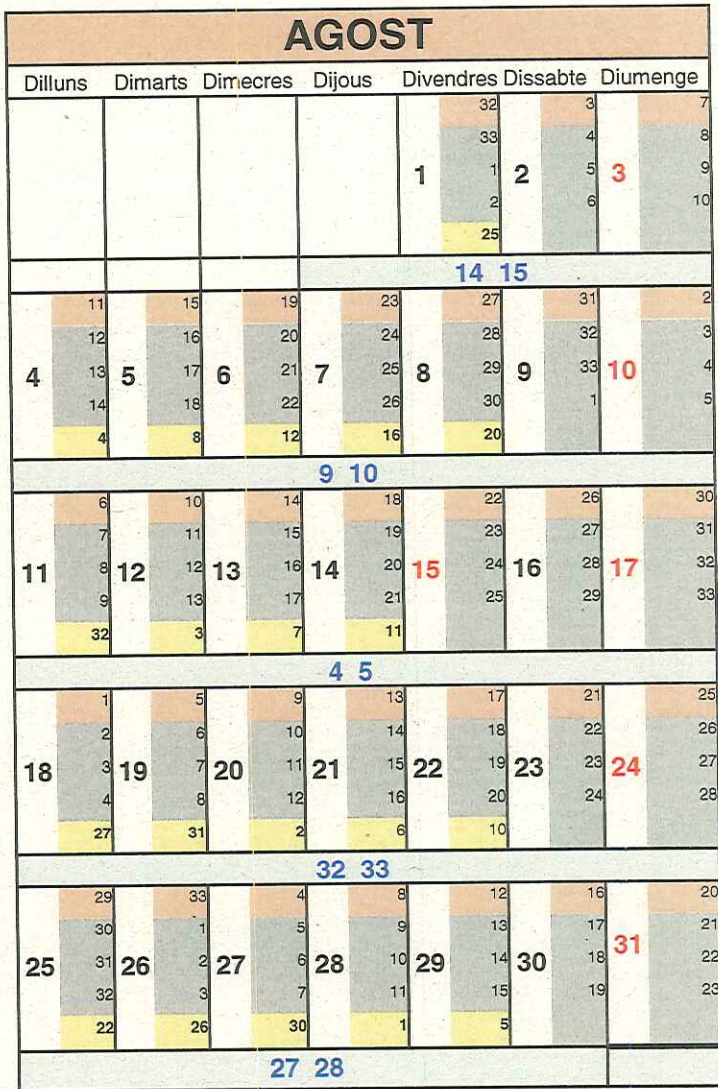 AGOST
Dilluns Dimarts Dimecres Dijous Divendres Dissabte Diumenge
32 3 7
33 4 8
1 1 2 5 3 9
2 6 10
25
14 15
11 15 19 23 27 31 2
12 16 20 24 28 32 3
4 13 5 17 6 21 7 25 8 29 9 33 10 4
14 18 22 26 30 1 5
4 8 12 16 20
9 10
6 10 14 18 22 26 30
7 11 15 19 23 27 31
11 8 12 12 13 16 14 20 15 24 16 28 17 32
9 13 17 21 25 29 33
32 3 7 11
4 5
1 5 9 13 17 21 25
2 6 10 14 18 22 26
18 3 19 7 20 11 21 15 22 19 23 23 24 27
4 8 12 16 20 24 28
27 31 2 6 10
32 33
29 33 4 8 12 16 20
30 1 5 9 13 17 21
25 31 26 2 27 6 28 10 29 14 30 18 31 22
32 3 7 11 15 19 23
22 26 30 1 5
27 28